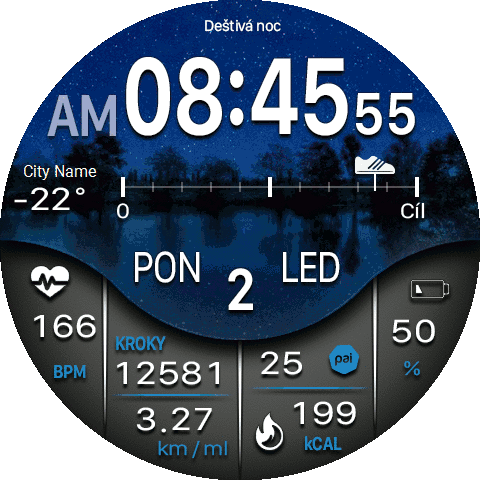 Deštivá noc
AM 08:45 55
City Name
-22°
0 Cíl
PON 2 LED
166
BPM
KROKY
12581
3.27
km/ml
25 pai
199
kCAL
50
%